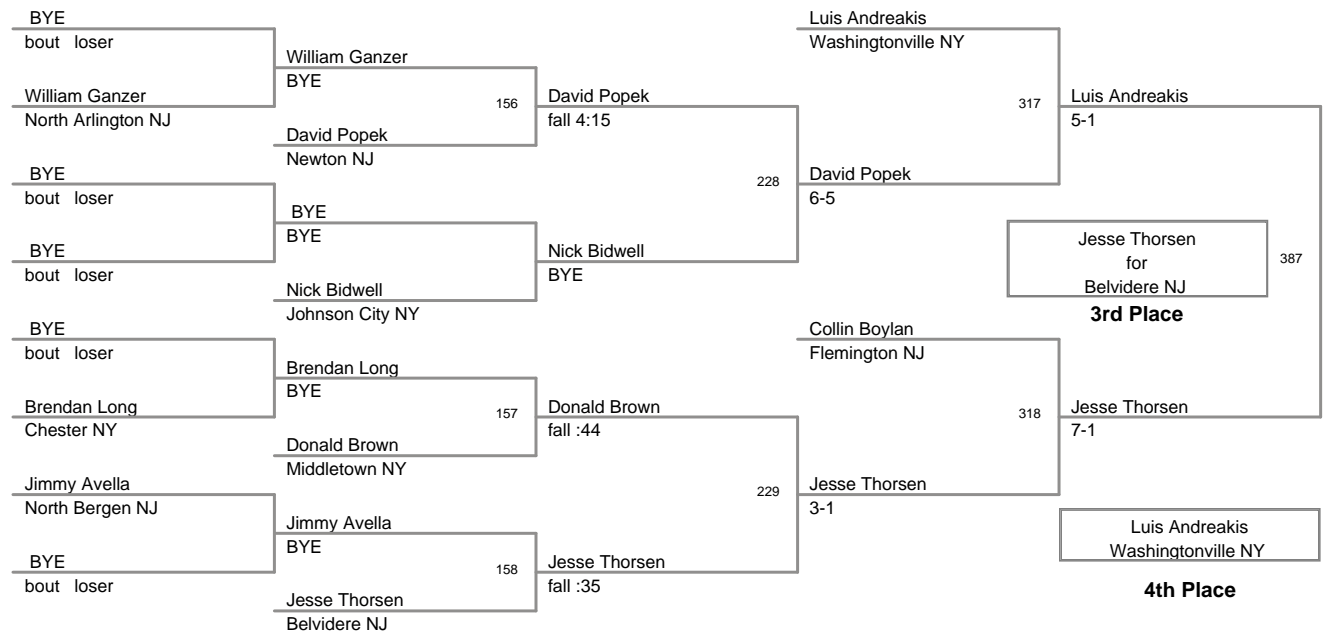 BYE
bout loser
William Ganzer
North Arlington NJ
BYE
bout loser
BYE
bout loser
BYE
bout loser
Brendan Long
Chester NY
Jimmy Avella
North Bergen NJ
BYE
bout loser
William Ganzer
BYE
156
David Popek
Newton NJ
BYE
BYE
Nick Bidwell
Johnson City NY
Brendan Long
BYE
157
Donald Brown
Middletown NY
Jimmy Avella
BYE
158
Jesse Thorsen
Belvidere NJ
David Popek
fall 4:15
228
Nick Bidwell
BYE
Donald Brown
fall :44
229
Jesse Thorsen
fall :35
Luis Andreakis
Washingtonville NY
317
David Popek
6-5
Collin Boylan
Flemington NJ
318
Jesse Thorsen
3-1
Luis Andreakis
5-1
Jesse Thorsen
for
Belvidere NJ
387
3rd Place
Jesse Thorsen
7-1
Luis Andreakis
Washingtonville NY
4th Place